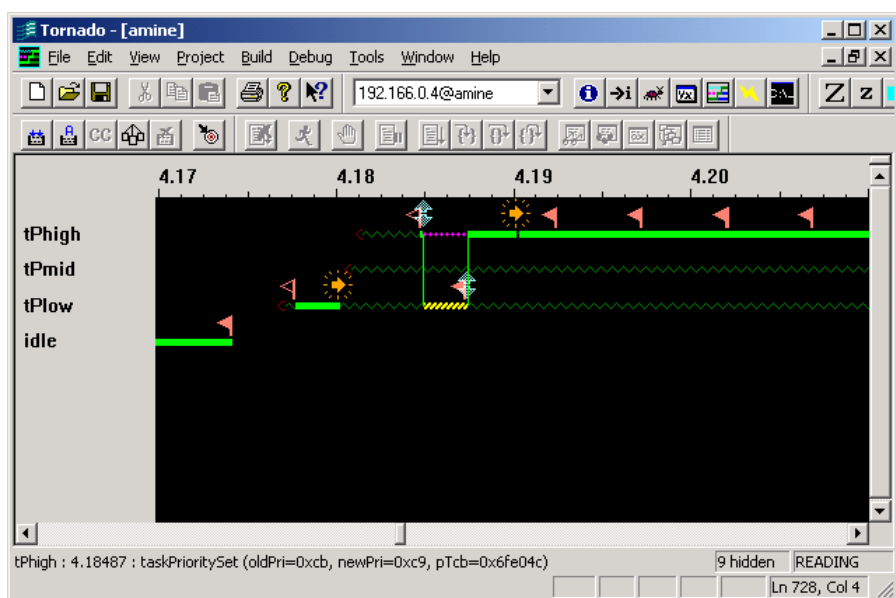 Tornado - [amine]
File Edit View Project Build Debug Tools Window Help
192.166.0.4@amine
Z z
CC
4.17 4.18 4.19 4.20
tPhigh
tPmid
tPlow
idle
tPhigh : 4.18487 : taskPrioritySet (oldPri=0xcb, newPri=0xc9, pTcb=0x6fe04c) 9 hidden READING
Ln 728, Col 4